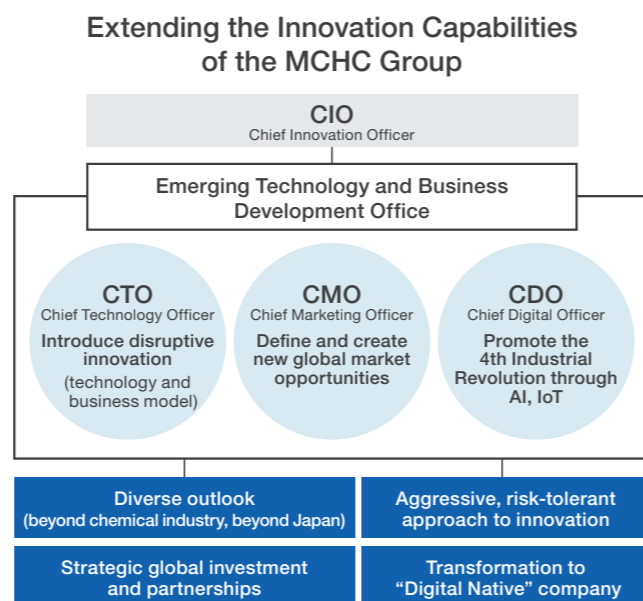 Extending the Innovation Capabilities
of the MCHC Group
CIO
Chief Innovation Officer
Emerging Technology and Business
Development Office
CTO
Chief Technology Officer
Introduce disruptive
innovation
(technology and
business model)
CMO
Chief Marketing Officer
Define and create
new global market
opportunities
CDO
Chief Digital Officer
Promote the
4th Industrial
Revolution through
AI, IoT
Diverse outlook
(beyond chemical industry, beyond Japan)
Aggressive, risk-tolerant
approach to innovation
Strategic global investment
and partnerships
Transformation to
“Digital Native” company